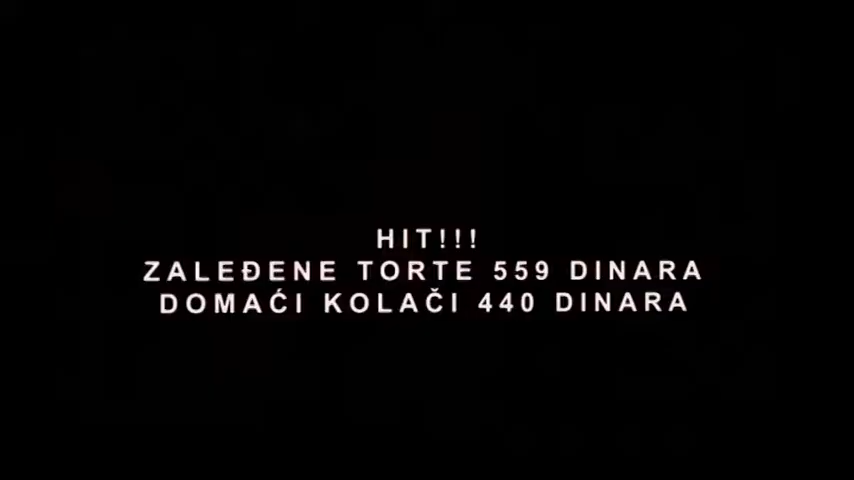 HIT!!!
ZALEĐENE TORTE 559 DINARA
DOMAĆI KOLAČI 440 DINARA